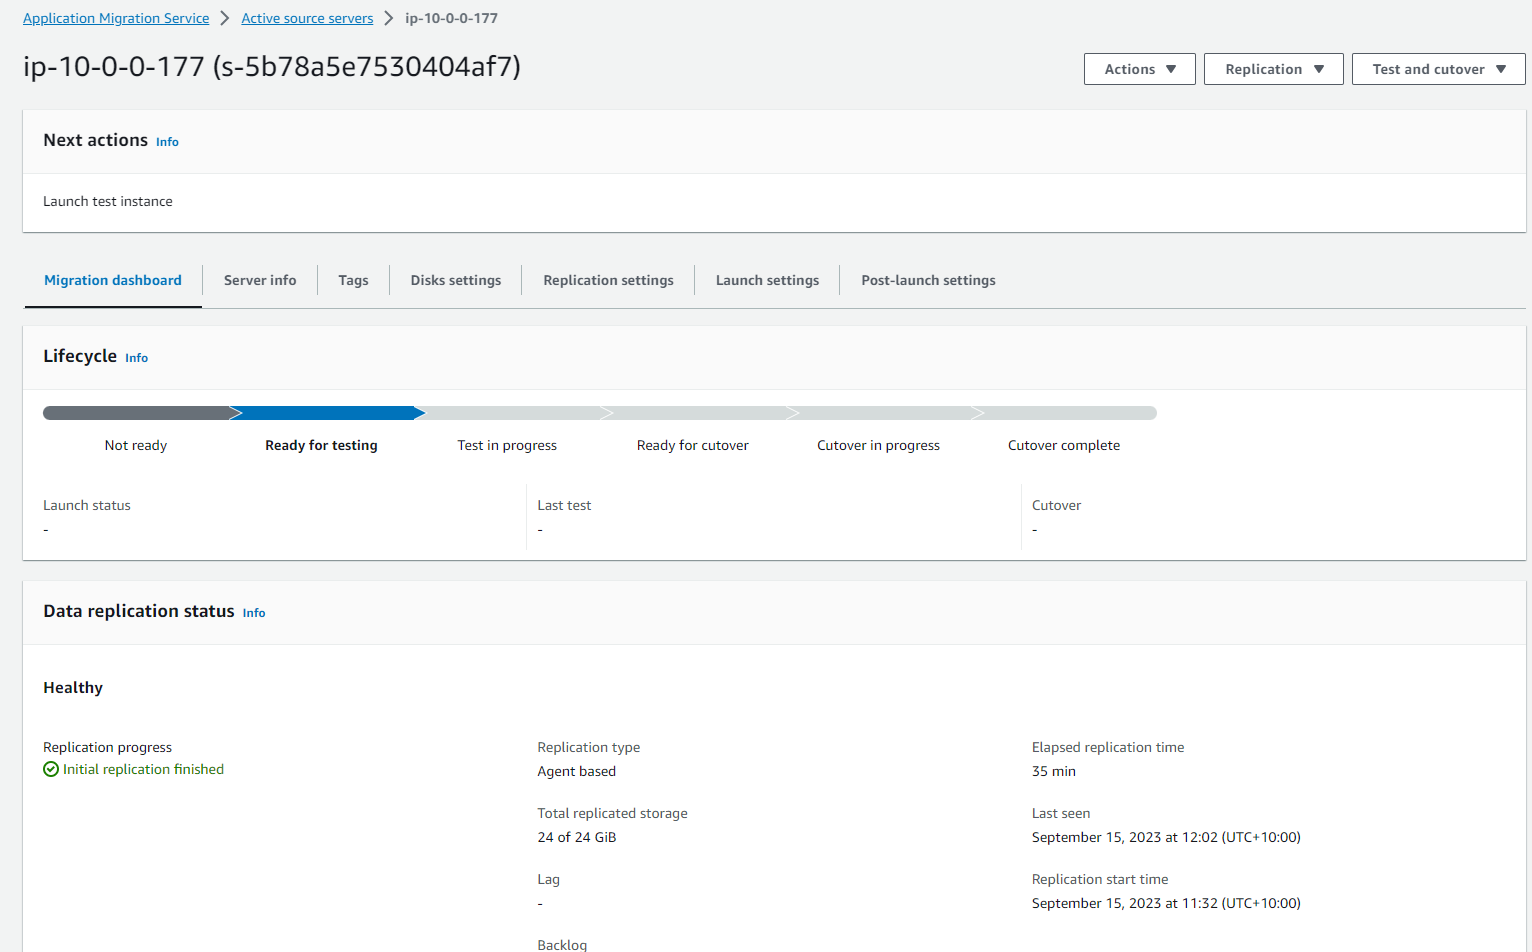 Application Migration Service > Active source servers > ip-10-0-0-177
ip-10-0-0-177 (s-5b78a5e7530404af7)
Actions ▼ Replication ▼ Test and cutover ▼
Next actions Info
Launch test instance
Migration dashboard Server info Tags Disks settings Replication settings Launch settings Post-launch settings
Lifecycle Info
Not ready Ready for testing Test in progress Ready for cutover Cutover in progress Cutover complete
Launch status Last test Cutover
- - -
Data replication status Info
Healthy
Replication progress Replication type Elapsed replication time
Initial replication finished Agent based 35 min
Total replicated storage Last seen
24 of 24 GiB September 15, 2023 at 12:02 (UTC+10:00)
Lag Replication start time
- September 15, 2023 at 11:32 (UTC+10:00)
Backlog